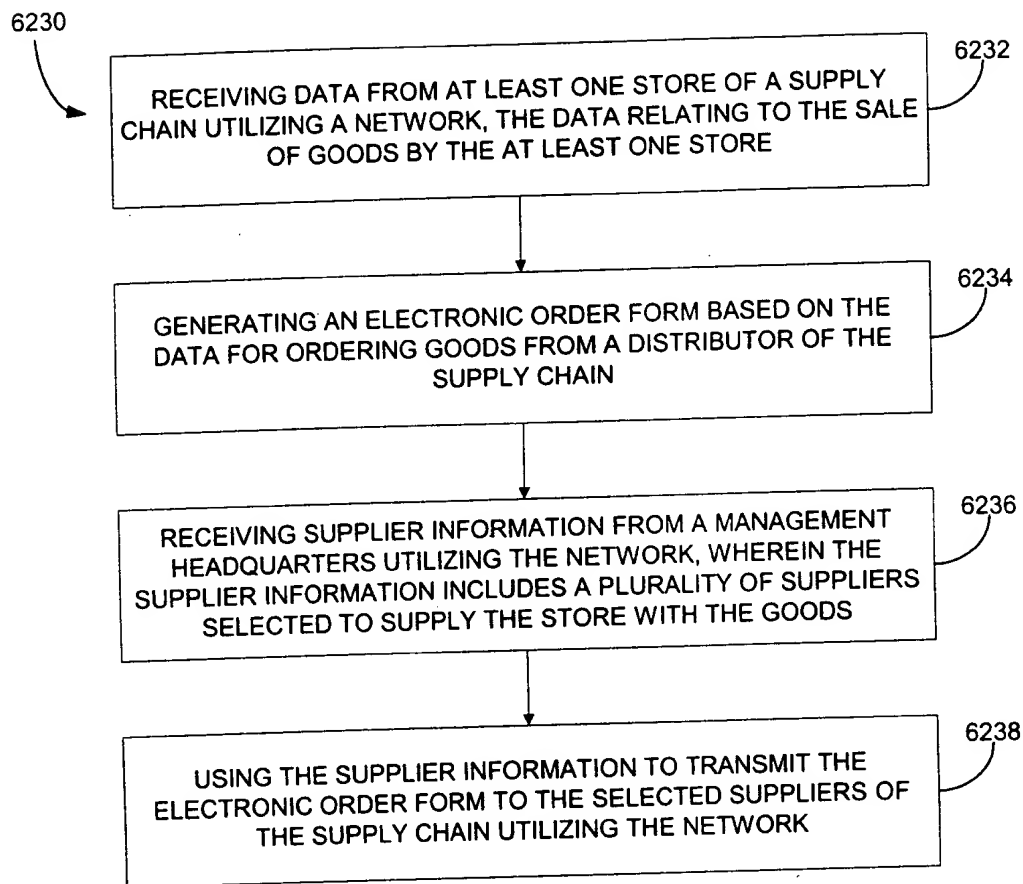 6230
6232
RECEIVING DATA FROM AT LEAST ONE STORE OF A SUPPLY
CHAIN UTILIZING A NETWORK, THE DATA RELATING TO THE SALE
OF GOODS BY THE AT LEAST ONE STORE
6234
GENERATING AN ELECTRONIC ORDER FORM BASED ON THE
DATA FOR ORDERING GOODS FROM A DISTRIBUTOR OF THE
SUPPLY CHAIN
6236
RECEIVING SUPPLIER INFORMATION FROM A MANAGEMENT
HEADQUARTERS UTILIZING THE NETWORK, WHEREIN THE
SUPPLIER INFORMATION INCLUDES A PLURALITY OF SUPPLIERS
SELECTED TO SUPPLY THE STORE WITH THE GOODS
6238
USING THE SUPPLIER INFORMATION TO TRANSMIT THE
ELECTRONIC ORDER FORM TO THE SELECTED SUPPLIERS OF
THE SUPPLY CHAIN UTILIZING THE NETWORK